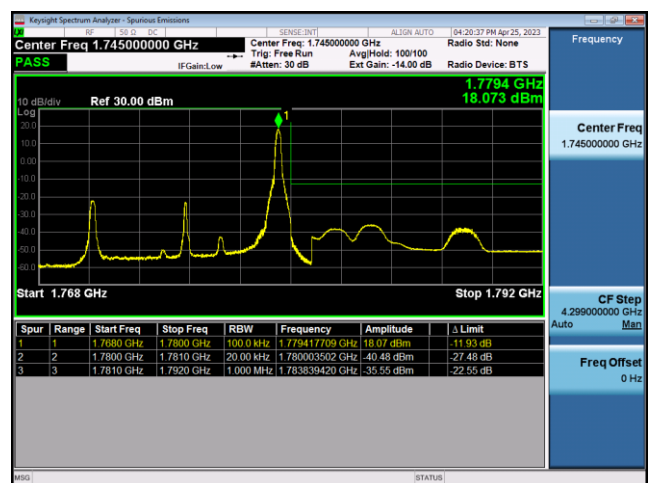 Keysight Spectrum Analyzer - Spurious Emissions
RF 50 Ω DC SENSE:INT ALIGN AUTO 04:20:37 PM Apr 25, 2023
Center Freq 1.745000000 GHz Center Freq: 1.745000000 GHz Radio Std: None
Trig: Free Run Avg|Hold: 100/100
PASS IFGain:Low #Atten: 30 dB Ext Gain: -14.00 dB Radio Device: BTS
Frequency
1.7794 GHz
10 dB/div Ref 30.00 dBm 18.073 dBm
Log
20.0
10.0
0.00
-10.0
-20.0
-30.0
-40.0
-50.0
-60.0
1
Start 1.768 GHz Stop 1.792 GHz
Center Freq
1.745000000 GHz
CF Step
4.299000000 GHz
Auto Man
Freq Offset
0 Hz
Spur Range Start Freq Stop Freq RBW Frequency Amplitude Δ Limit
1 1 1.7680 GHz 1.7800 GHz 100.0 kHz 1.779417709 GHz 18.07 dBm -11.93 dB
2 2 1.7800 GHz 1.7810 GHz 20.00 kHz 1.780003502 GHz -40.48 dBm -27.48 dB
3 3 1.7810 GHz 1.7920 GHz 1.000 MHz 1.783839420 GHz -35.55 dBm -22.55 dB
MSG STATUS